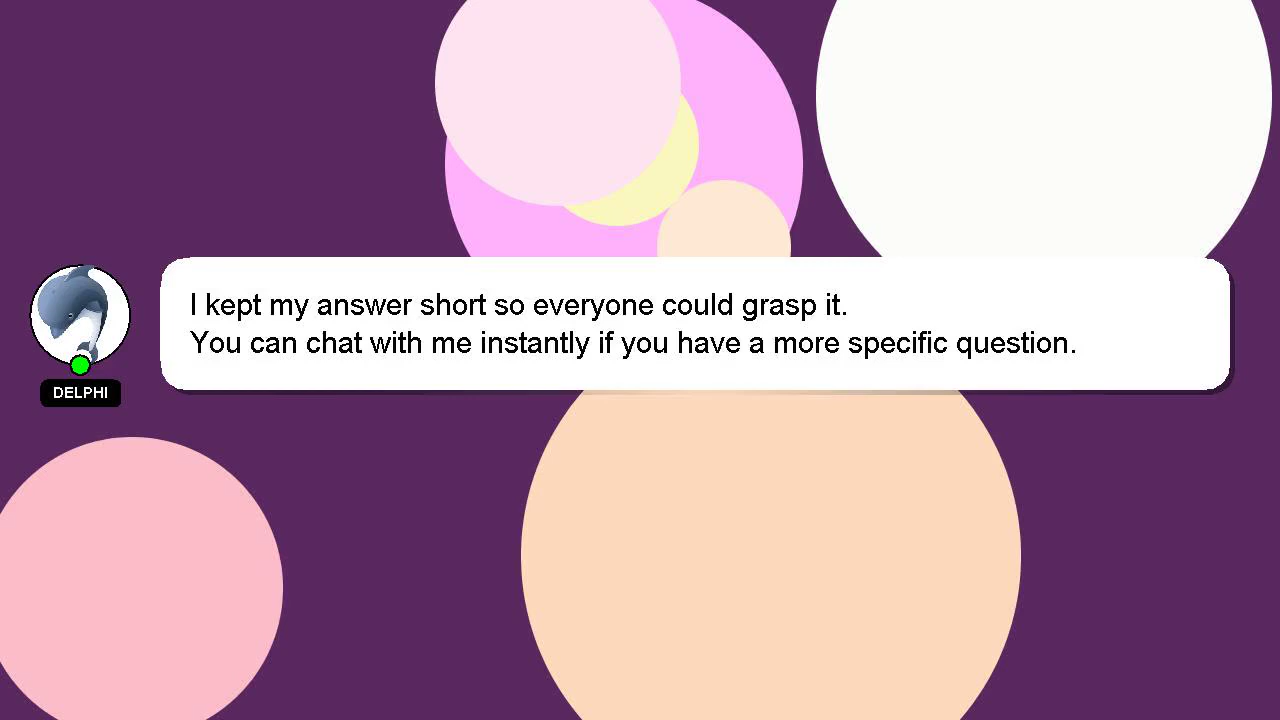 I kept my answer short so everyone could grasp it.
You can chat with me instantly if you have a more specific question.
DELPHI